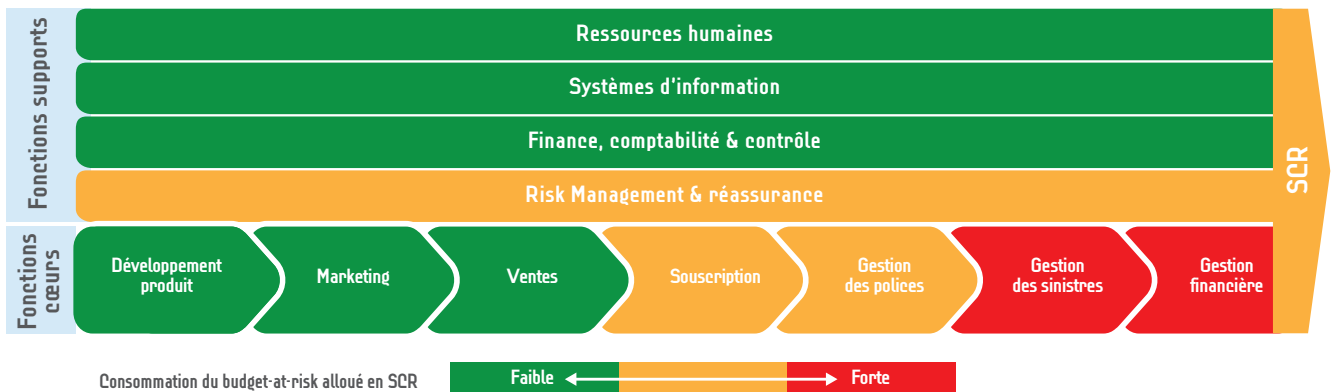 Fonctions supports
Ressources humaines
Systèmes d'information
Finance, comptabilité & contrôle
Risk Management & réassurance
SCR
Fonctions
cœurs
Développement
produit
Marketing
Ventes
Souscription
Gestion
des polices
Gestion
des sinistres
Gestion
financière
Consommation du budget-at-risk alloué en SCR
Faible
Forte